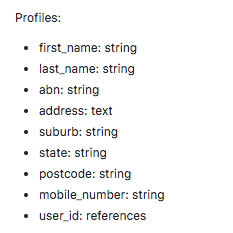 Profiles:
• first_name: string
• last_name: string
• abn: string
• address: text
• suburb: string
• state: string
• postcode: string
• mobile_number: string
• user_id: references